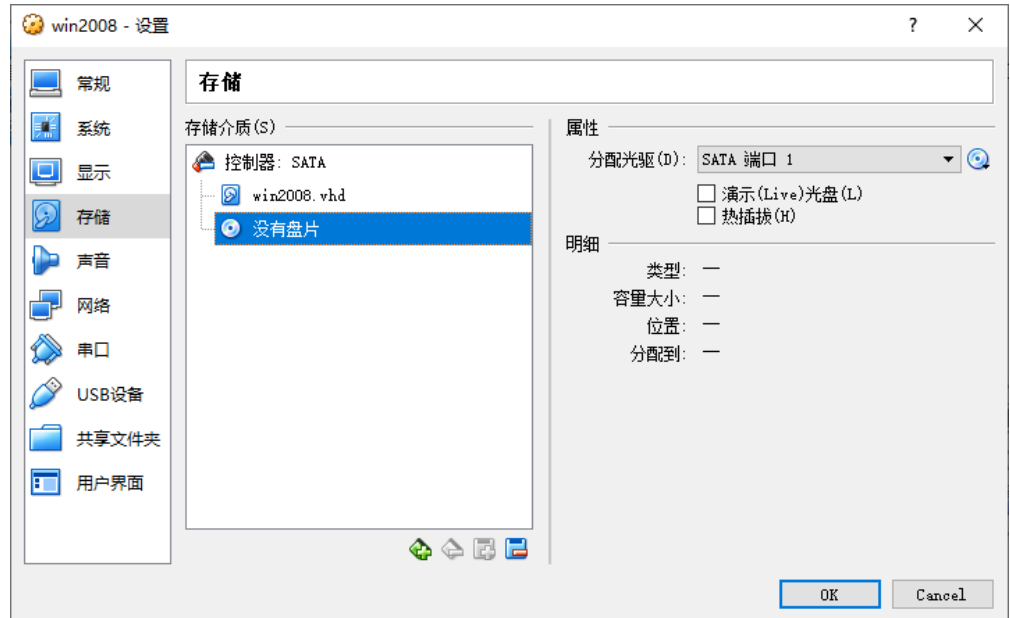 win2008 - 设置
?
常规
系统
显示
存储
声音
网络
串口
USB设备
共享文件夹
用户界面
存储
存储介质(S)
控制器: SATA
win2008.vhd
没有盘片
属性
分配光驱(D): SATA 端口 1
演示(Live)光盘(L)
热插拔(H)
明细
类型: —
容量大小: —
位置: —
分配到: —
OK Cancel